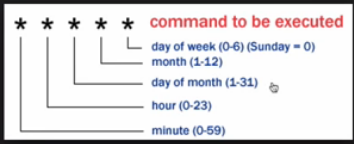 * * * * * command to be executed
day of week (0-6) (Sunday = 0)
month (1-12)
day of month (1-31)
hour (0-23)
minute (0-59)